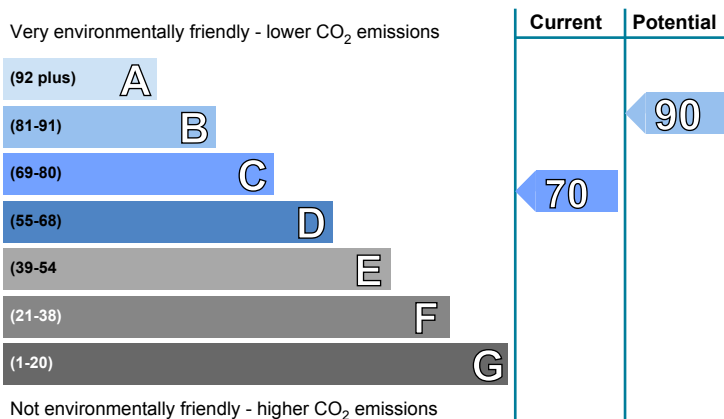 Current Potential
Very environmentally friendly - lower CO2 emissions
(92 plus) A
(81-91) B
90
(69-80) C
70
(55-68) D
(39-54 E
(21-38) F
(1-20) G
Not environmentally friendly - higher CO2 emissions